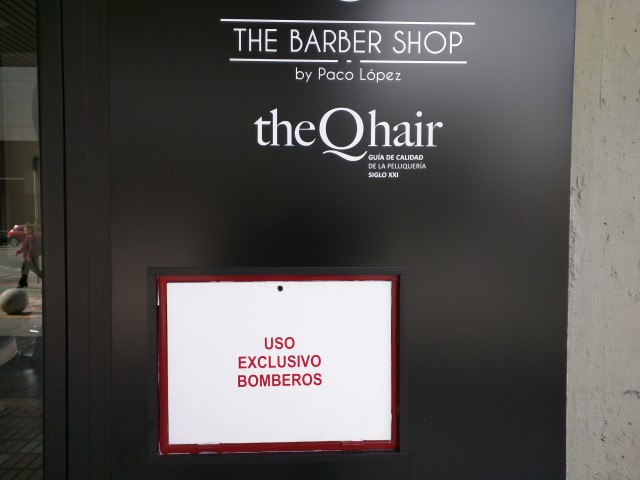 THE BARBER SHOP
by Paco López
theQhair
GUÍA DE CALIDAD
DE LA PELUQUERÍA
SIGLO XXI
USO
EXCLUSIVO
BOMBEROS